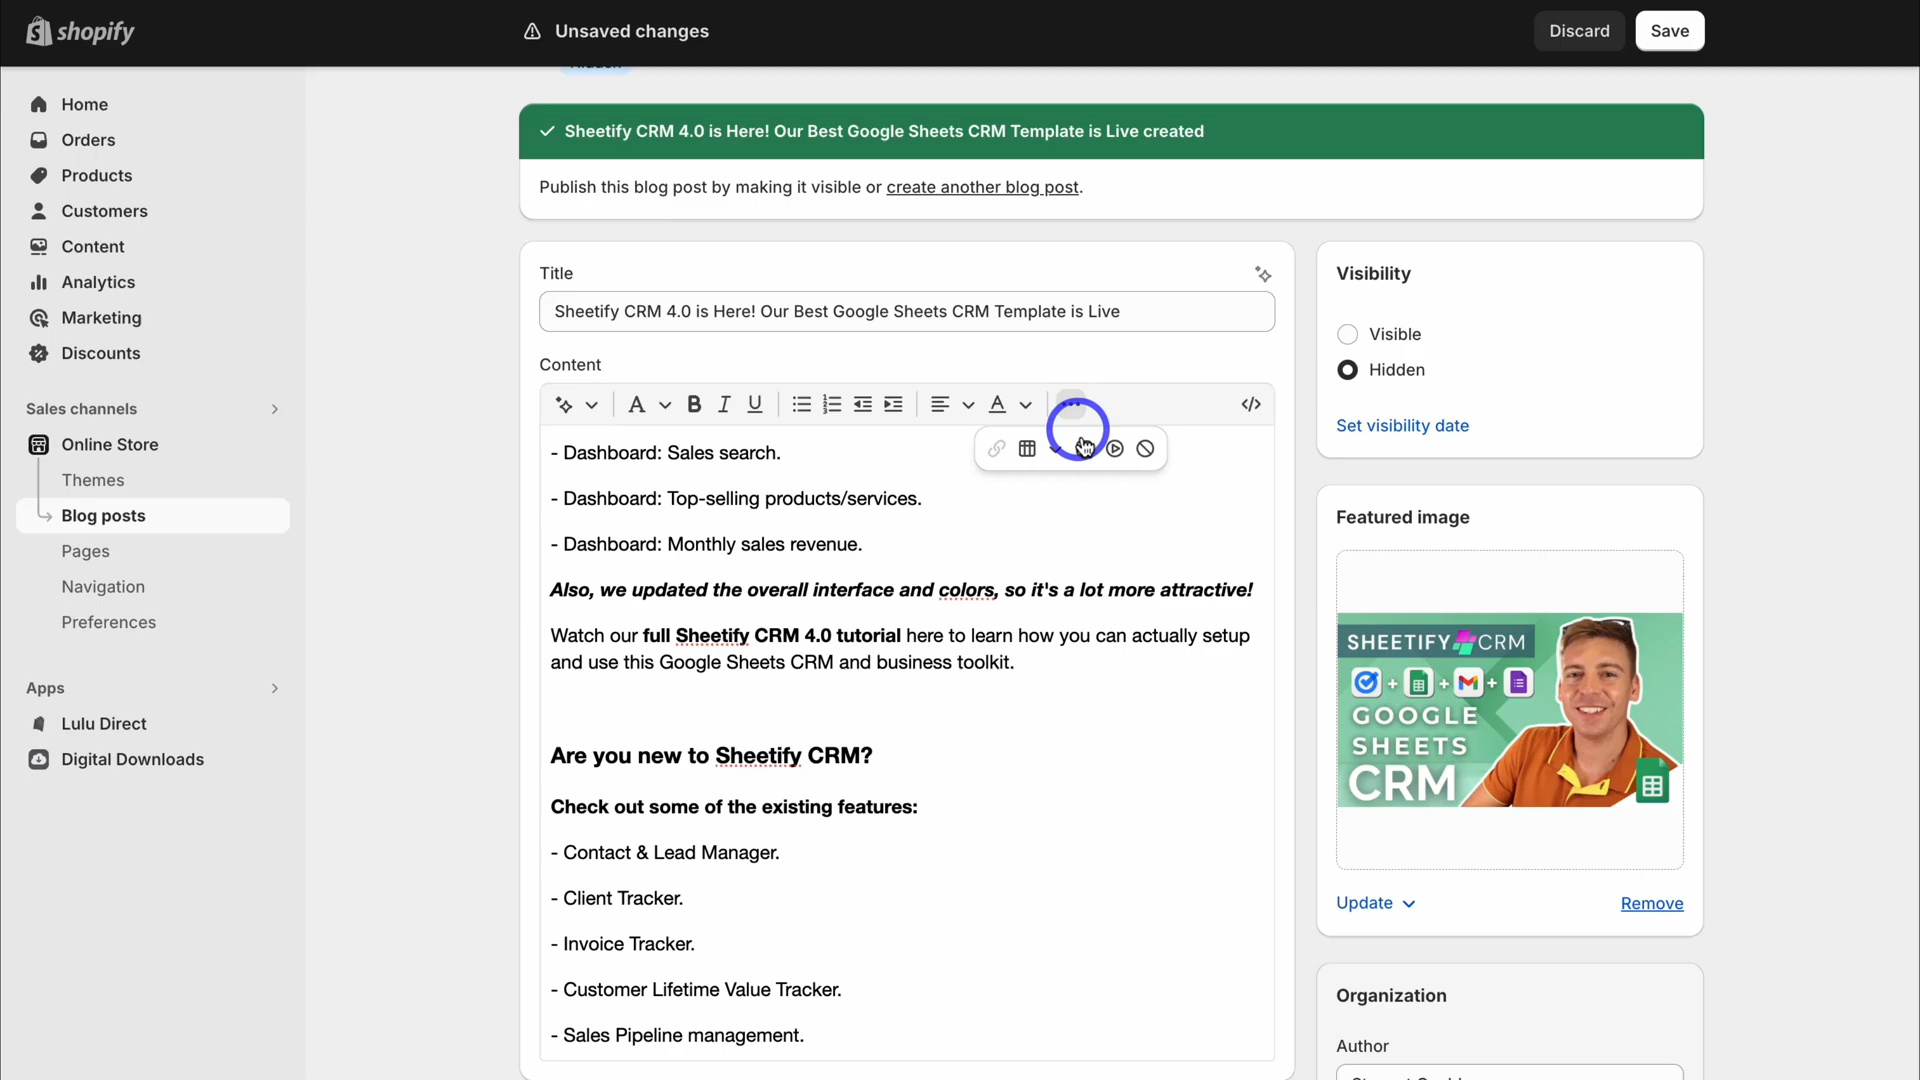 shopify
Unsaved changes
Discard
Save
Home
Orders
Products
Customers
Content
Analytics
Marketing
Discounts
Sales channels
Online Store
Themes
Blog posts
Pages
Navigation
Preferences
Apps
Lulu Direct
Digital Downloads
Sheetify CRM 4.0 is Here! Our Best Google Sheets CRM Template is Live created
Publish this blog post by making it visible or create another blog post.
Title
Sheetify CRM 4.0 is Here! Our Best Google Sheets CRM Template is Live
Content
- Dashboard: Sales search.
- Dashboard: Top-selling products/services.
- Dashboard: Monthly sales revenue.
Also, we updated the overall interface and colors, so it's a lot more attractive!
Watch our full Sheetify CRM 4.0 tutorial here to learn how you can actually setup
and use this Google Sheets CRM and business toolkit.
Are you new to Sheetify CRM?
Check out some of the existing features:
- Contact & Lead Manager.
- Client Tracker.
- Invoice Tracker.
- Customer Lifetime Value Tracker.
- Sales Pipeline management.
Visibility
Visible
Hidden
Set visibility date
Featured image
SHEETIFY CRM
GOOGLE
SHEETS
CRM
Update
Remove
Organization
Author